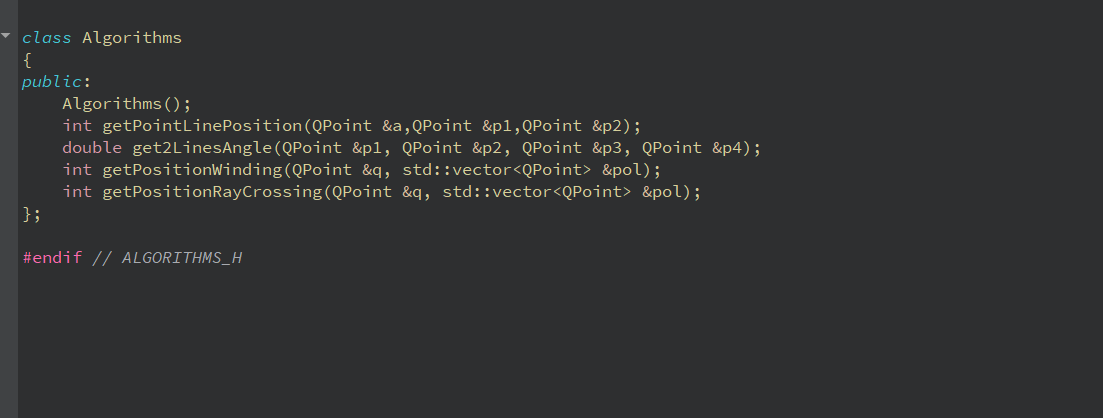 class Algorithms
{
public:
    Algorithms();
    int getPointLinePosition(QPoint &a,QPoint &p1,QPoint &p2);
    double get2LinesAngle(QPoint &p1, QPoint &p2, QPoint &p3, QPoint &p4);
    int getPositionWinding(QPoint &q, std::vector<QPoint> &pol);
    int getPositionRayCrossing(QPoint &q, std::vector<QPoint> &pol);
};
#endif // ALGORITHMS_H